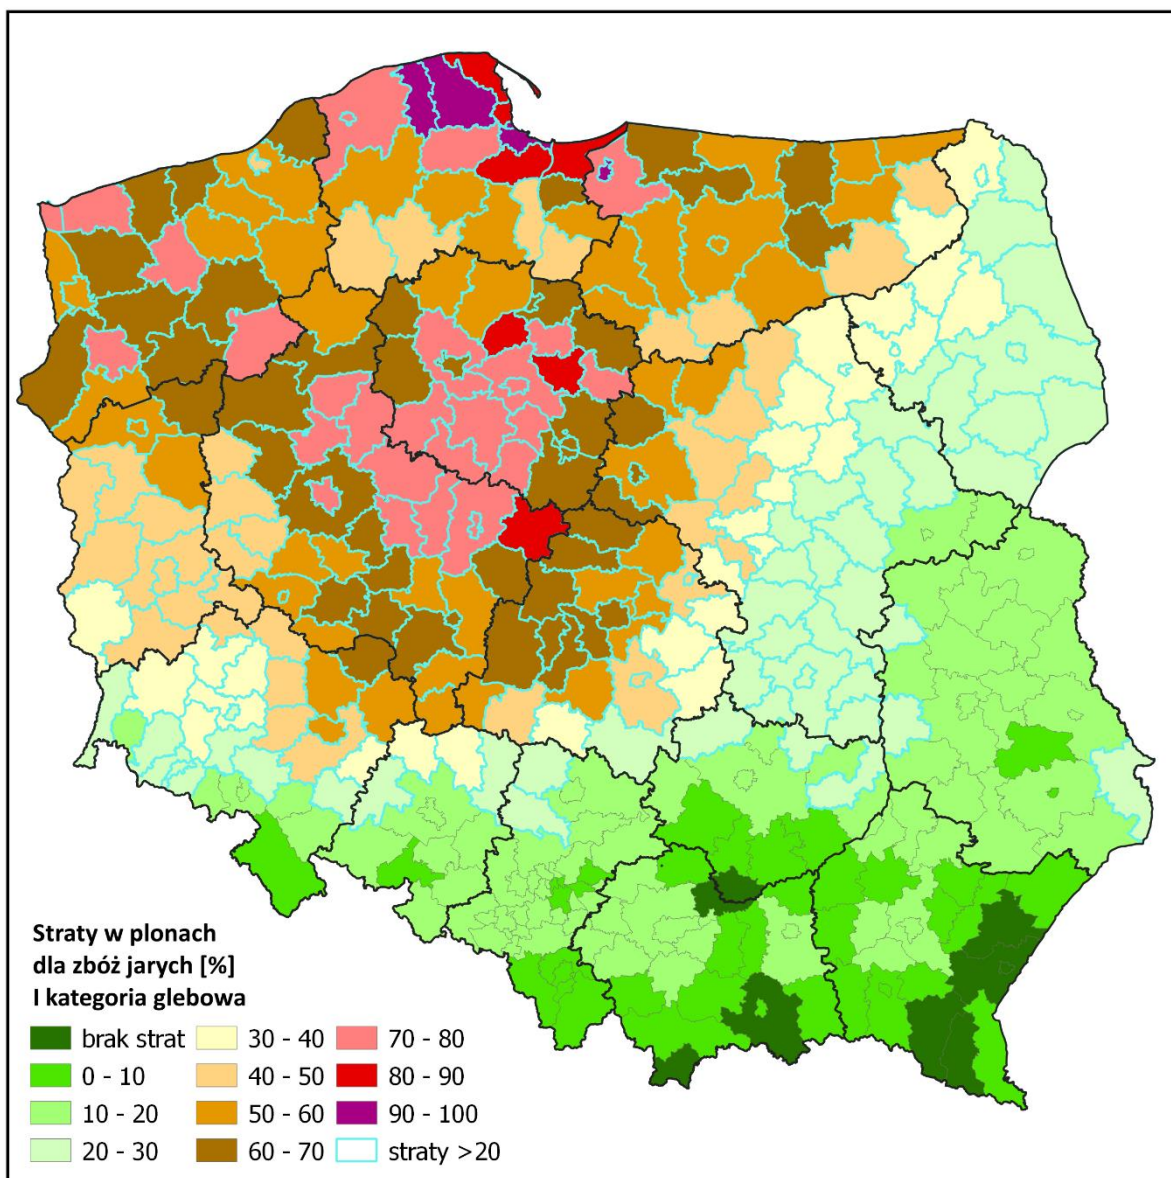 Straty w plonach
dla zbóż jarych [%]
I kategoria glebowa
brak strat
0 - 10
10 - 20
20 - 30
30 - 40
40 - 50
50 - 60
60 - 70
70 - 80
80 - 90
90 - 100
straty >20